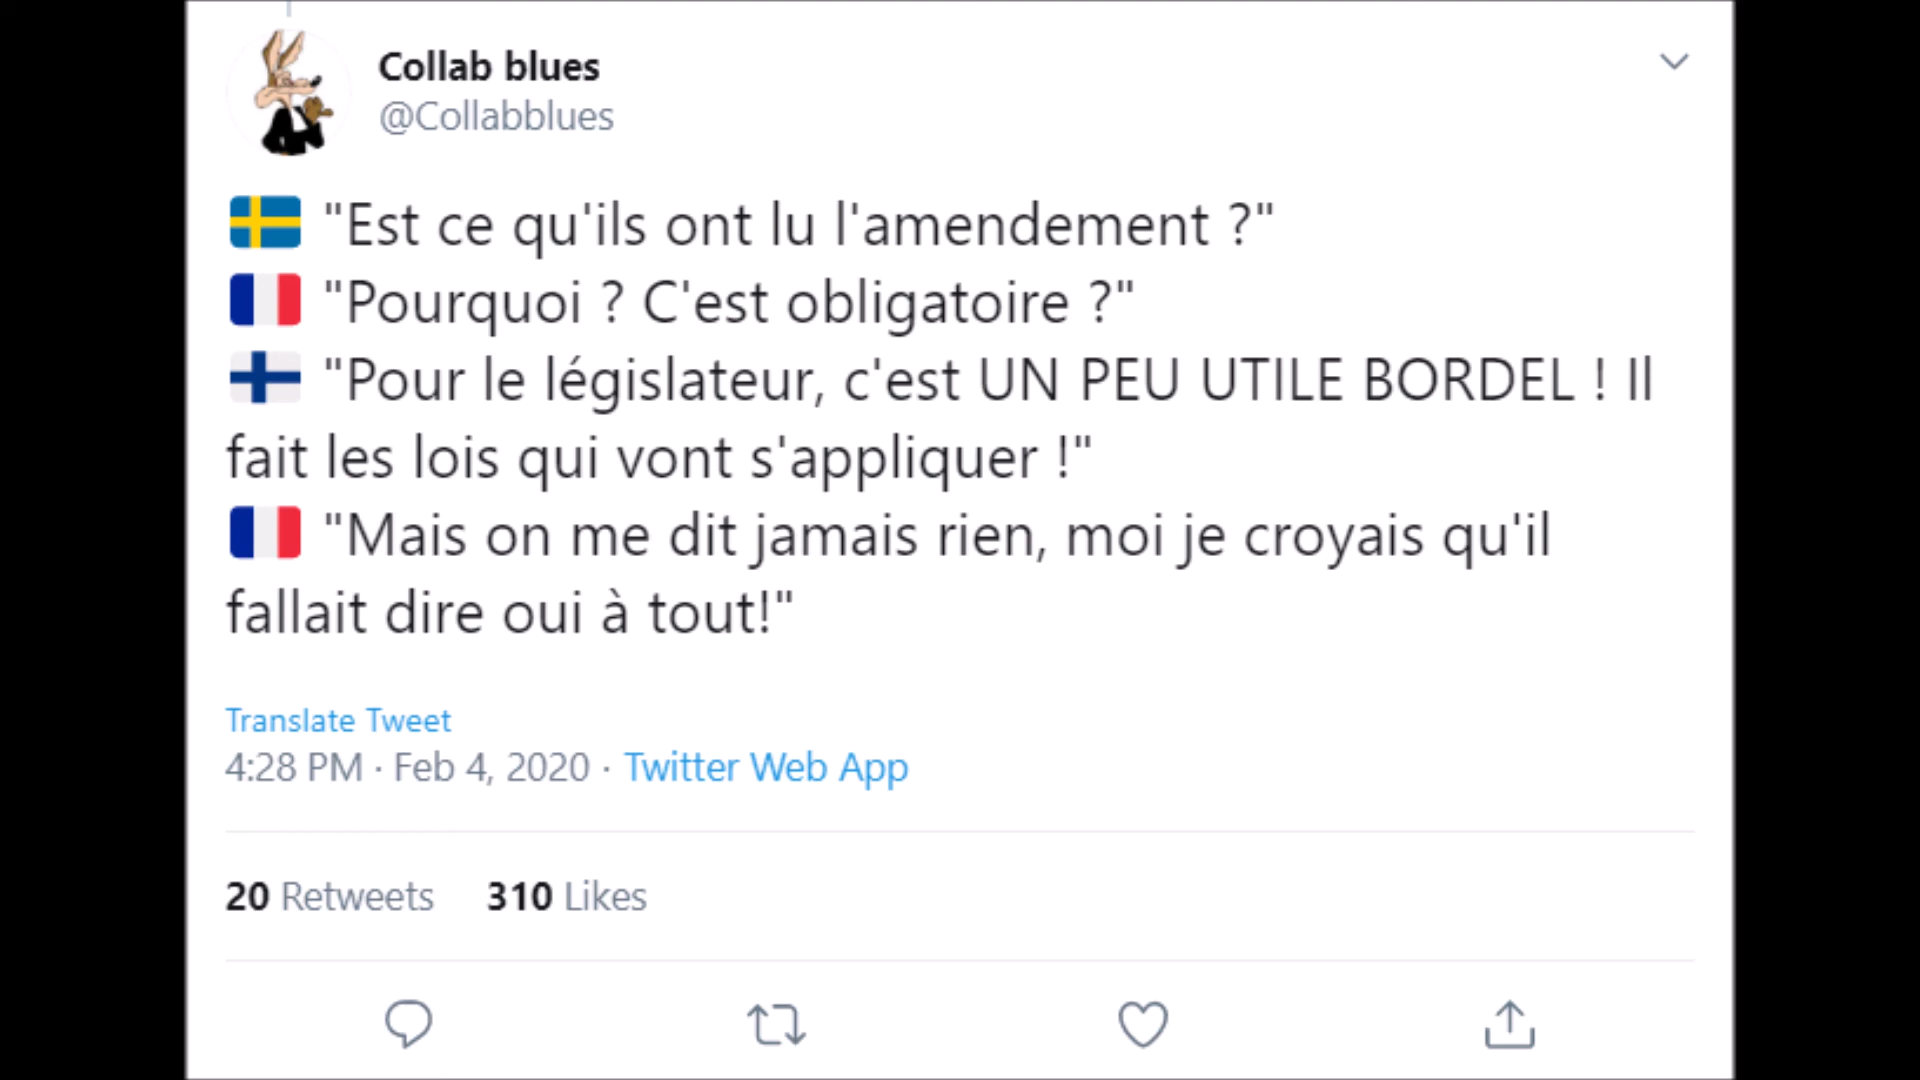 Collab blues
@Collabblues
🇸🇪 "Est ce qu'ils ont lu l'amendement ?"
🇫🇷 "Pourquoi ? C'est obligatoire ?"
🇫🇮 "Pour le législateur, c'est UN PEU UTILE BORDEL ! Il
fait les lois qui vont s'appliquer !"
🇫🇷 "Mais on me dit jamais rien, moi je croyais qu'il
fallait dire oui à tout!"
Translate Tweet
4:28 PM · Feb 4, 2020 · Twitter Web App
20 Retweets 310 Likes